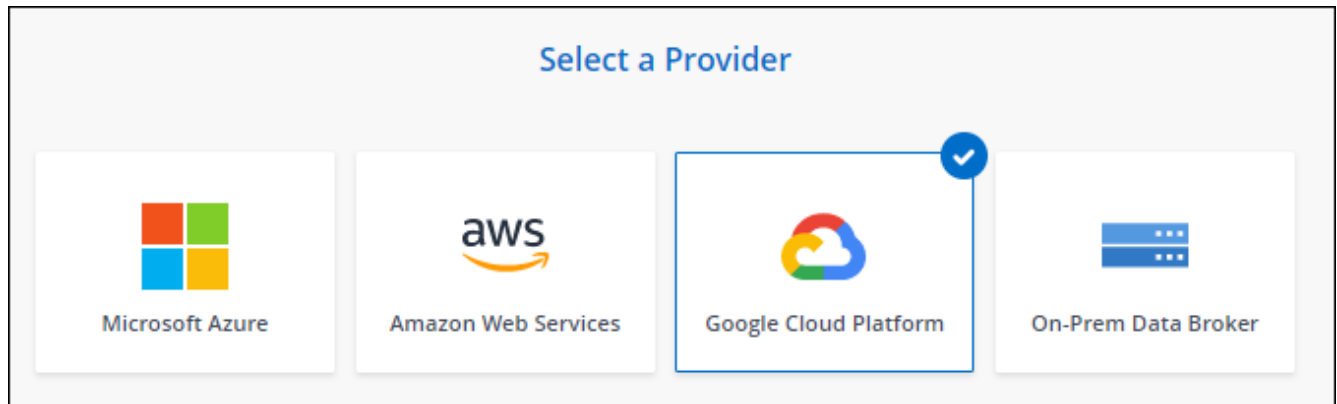 Select a Provider
aws
Microsoft Azure
Amazon Web Services
Google Cloud Platform
On-Prem Data Broker